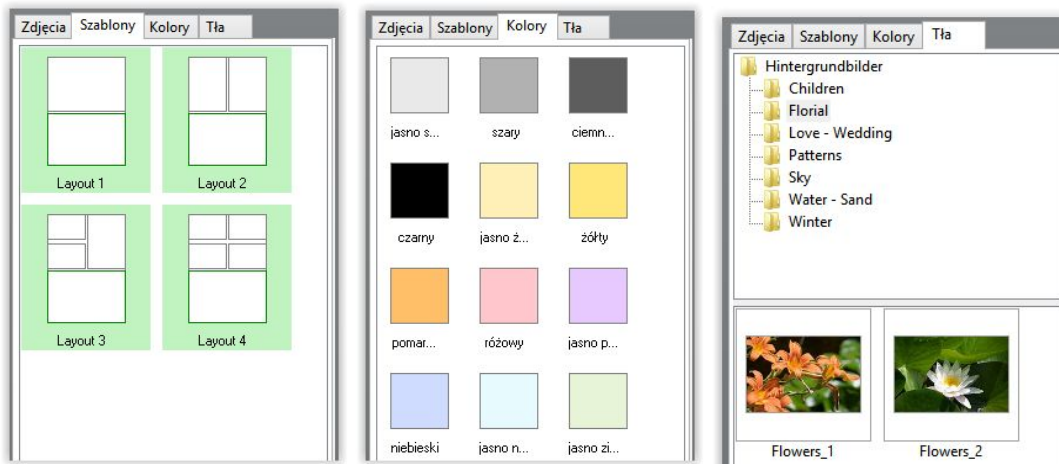 Zdjęcia Szablony Kolory Tła
Layout 1 Layout 2
Layout 3 Layout 4
Zdjęcia Szablony Kolory Tła
jasno s... szary ciemn...
czarny jasno ż... żółty
pomar... różowy jasno p...
niebieski jasno n... jasno zi...
Zdjęcia Szablony Kolory Tła
Hintergrundbilder
Children
Florial
Love - Wedding
Patterns
Sky
Water - Sand
Winter
Flowers_1 Flowers_2